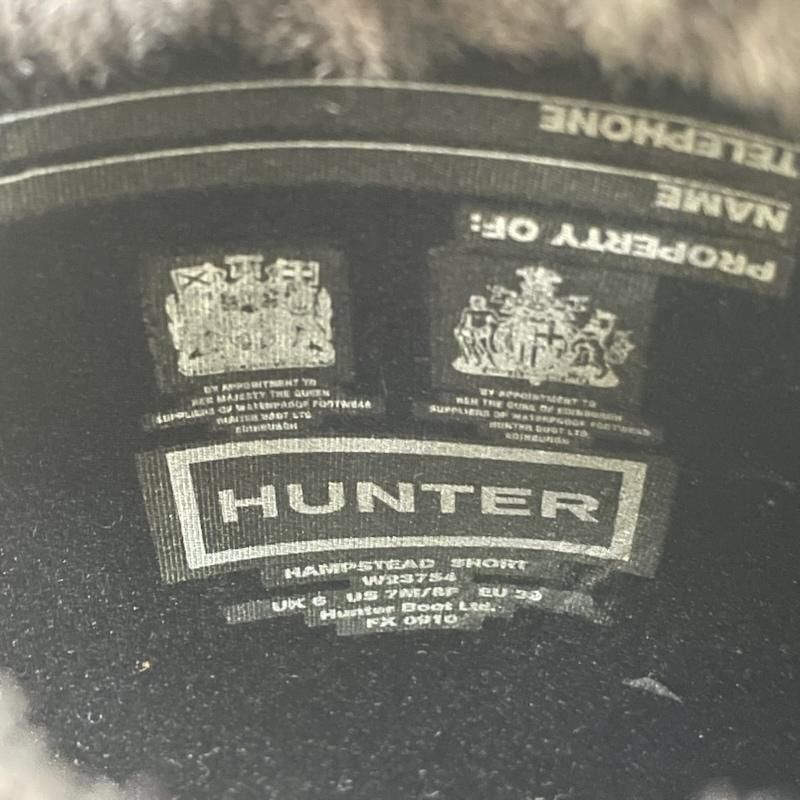 TELEPHONE
NAME
PROPERTY OF:
BY APPOINTMENT TO
HER MAJESTY THE QUEEN
SUPPLIERS OF WATERPROOF FOOTWEAR
HUNTER BOOT LTD
EDINBURGH
BY APPOINTMENT TO
HRH THE DUKE OF EDINBURGH
SUPPLIERS OF WATERPROOF FOOTWEAR
HUNTER BOOT LTD
EDINBURGH
HUNTER
HAMPSTEAD SHORT
W23754
UK 6 US 7M/8F EU 39
Hunter Boot Ltd.
FX 0910